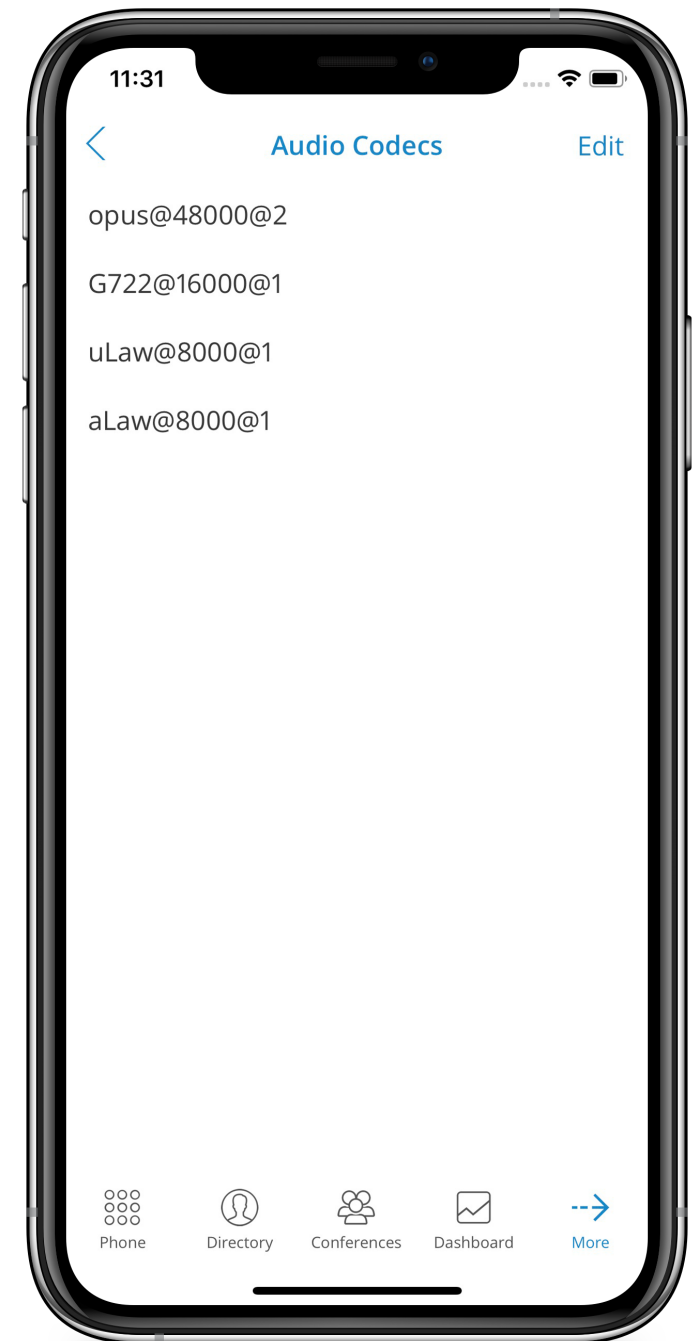 11:31
Audio Codecs
Edit
opus@48000@2
G722@16000@1
uLaw@8000@1
aLaw@8000@1
Phone
Directory
Conferences
Dashboard
More